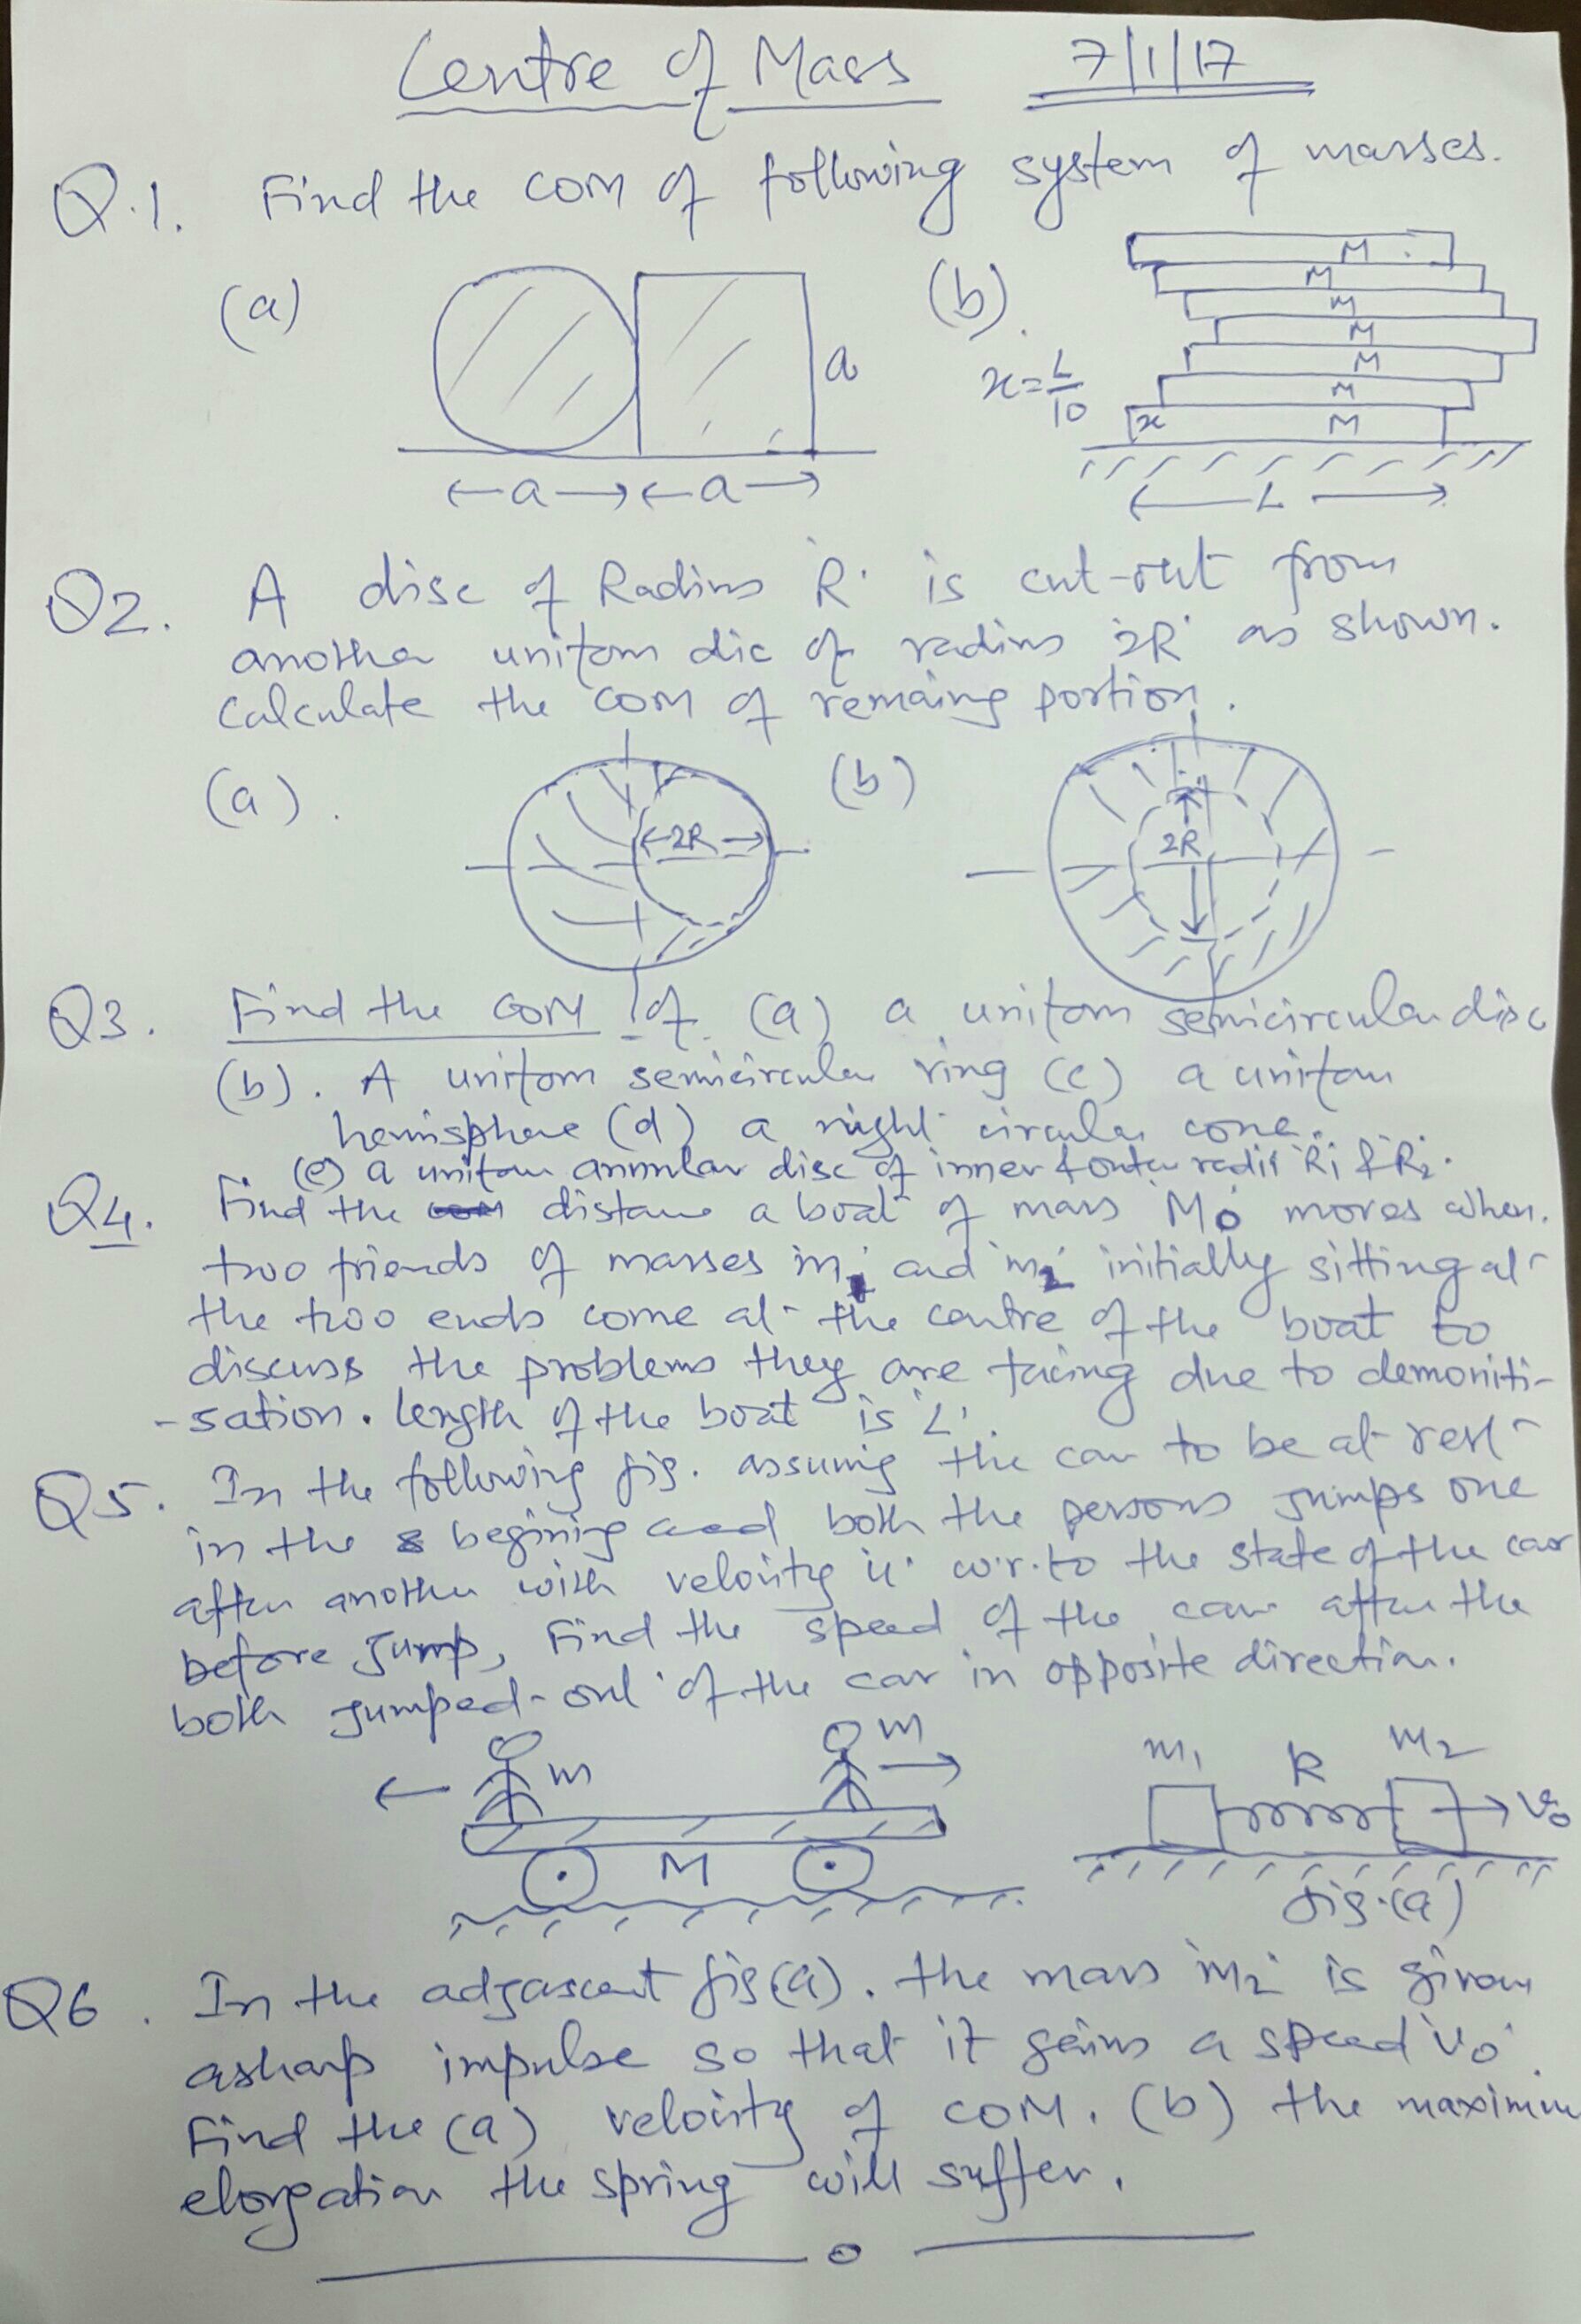 Centre of Mass 7/1/17
Q.1. Find the COM of following system of masses.
(a) a
a a
(b). x = L/10
M
M
M
M
M
M
x M
L
Q2. A disc of Radius 'R' is cut-out from
another uniform dic of radius '2R' as shown.
Calculate the COM of remaing portion.
(a). 2R (b) 2R
Q3. Find the COM of (a) a uniform semicircular disc
(b). A uniform semicircular ring (c) a uniform
hemisphere (d) a right circular cone.
(e) a uniform annular disc of inner & outer radii 'R1 & R2'.
Q4. Find the distance a boat of mass 'M0' moves when
two friends of masses 'm1' and 'm2' initially sitting at
the two ends come at the centre of the boat to
discuss the problems they are facing due to demoniti-
-sation. length of the boat is 'L'.
Q5. In the following fig. assuming the car to be at rest
in the begining and both the persons jumps one
after another with velocity 'u' w.r.to the state of the car
before jump, Find the speed of the car after the
both jumped-out of the car in opposite direction.
m m
M
m1 k m2 v0
fig.(a)
Q6. In the adjascent fig(a). the mass 'm2' is given
a sharp impulse so that it gains a speed 'v0'.
Find the (a) velocity of COM. (b) the maximum
elongation the spring will suffer.